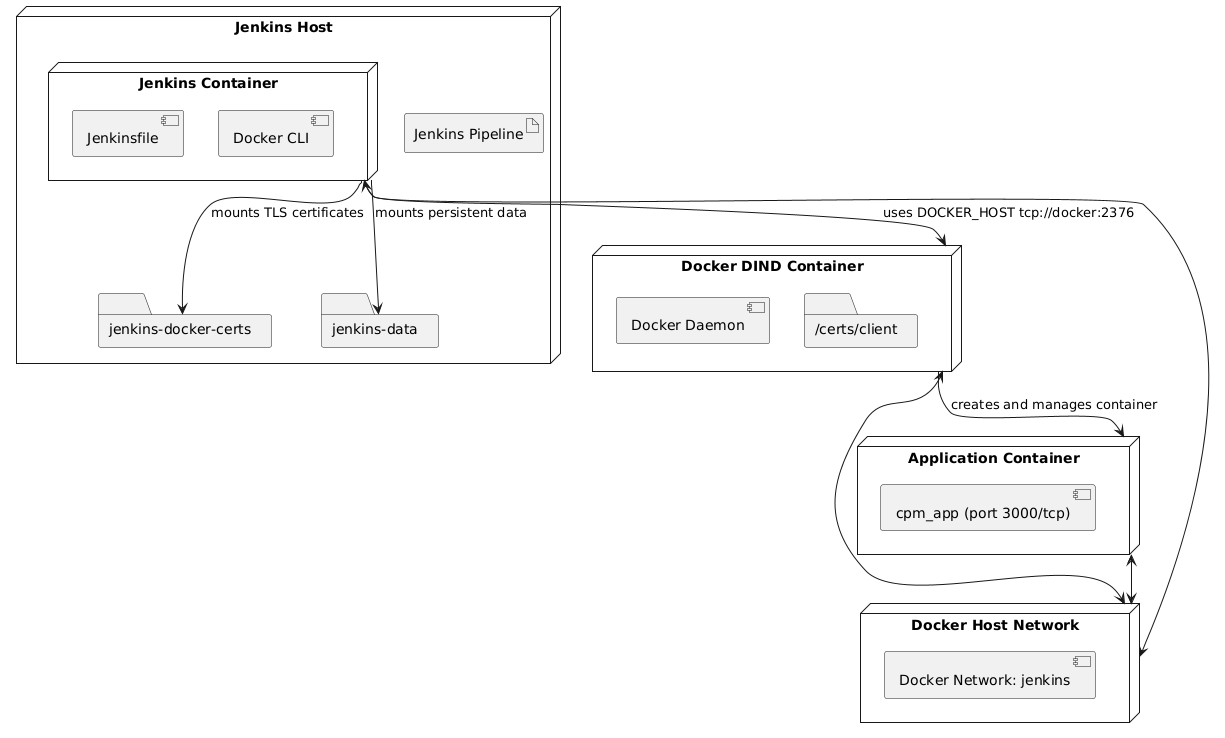 Jenkins Host
Jenkins Container
Jenkinsfile
Docker CLI
Jenkins Pipeline
mounts TLS certificates
mounts persistent data
uses DOCKER_HOST tcp://docker:2376
jenkins-docker-certs
jenkins-data
Docker DIND Container
Docker Daemon
/certs/client
creates and manages container
Application Container
cpm_app (port 3000/tcp)
Docker Host Network
Docker Network: jenkins